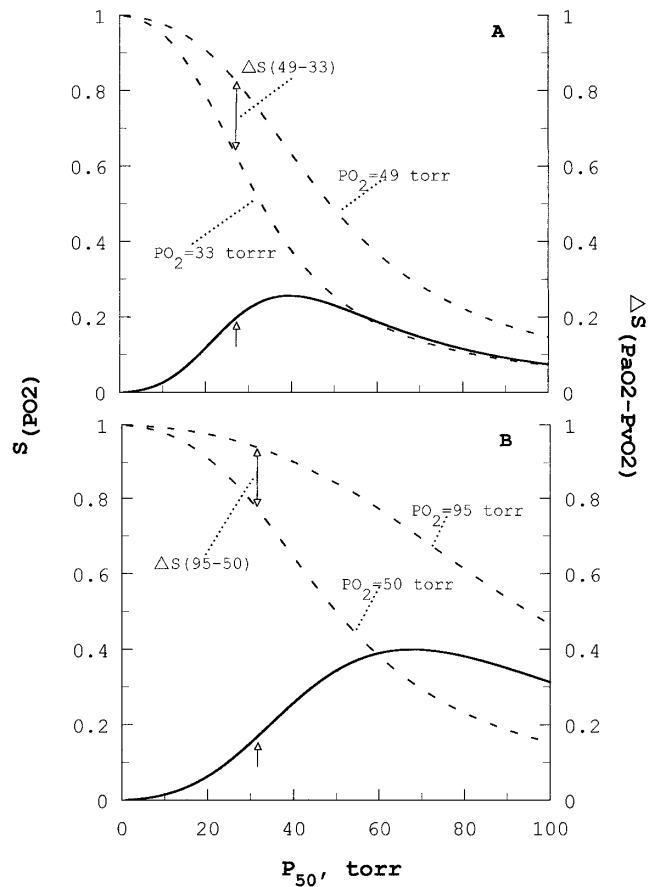 A
1
0.8
0.6
0.4
0.2
0
△S(49-33)
PO2=49 torr
PO2=33 torrr
1
0.8
0.6
0.4
0.2
0
S(PO2)
△S(PaO2-PvO2)
B
1
0.8
0.6
0.4
0.2
0
PO2=95 torr
△S(95-50)
PO2=50 torr
1
0.8
0.6
0.4
0.2
0
0 20 40 60 80 100
P50, torr